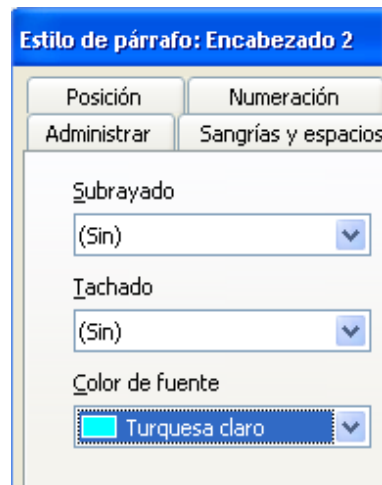 Estilo de párrafo: Encabezado 2
Posición
Numeración
Administrar
Sangrías y espacios
Subrayado
(Sin)
Tachado
(Sin)
Color de fuente
Turquesa claro